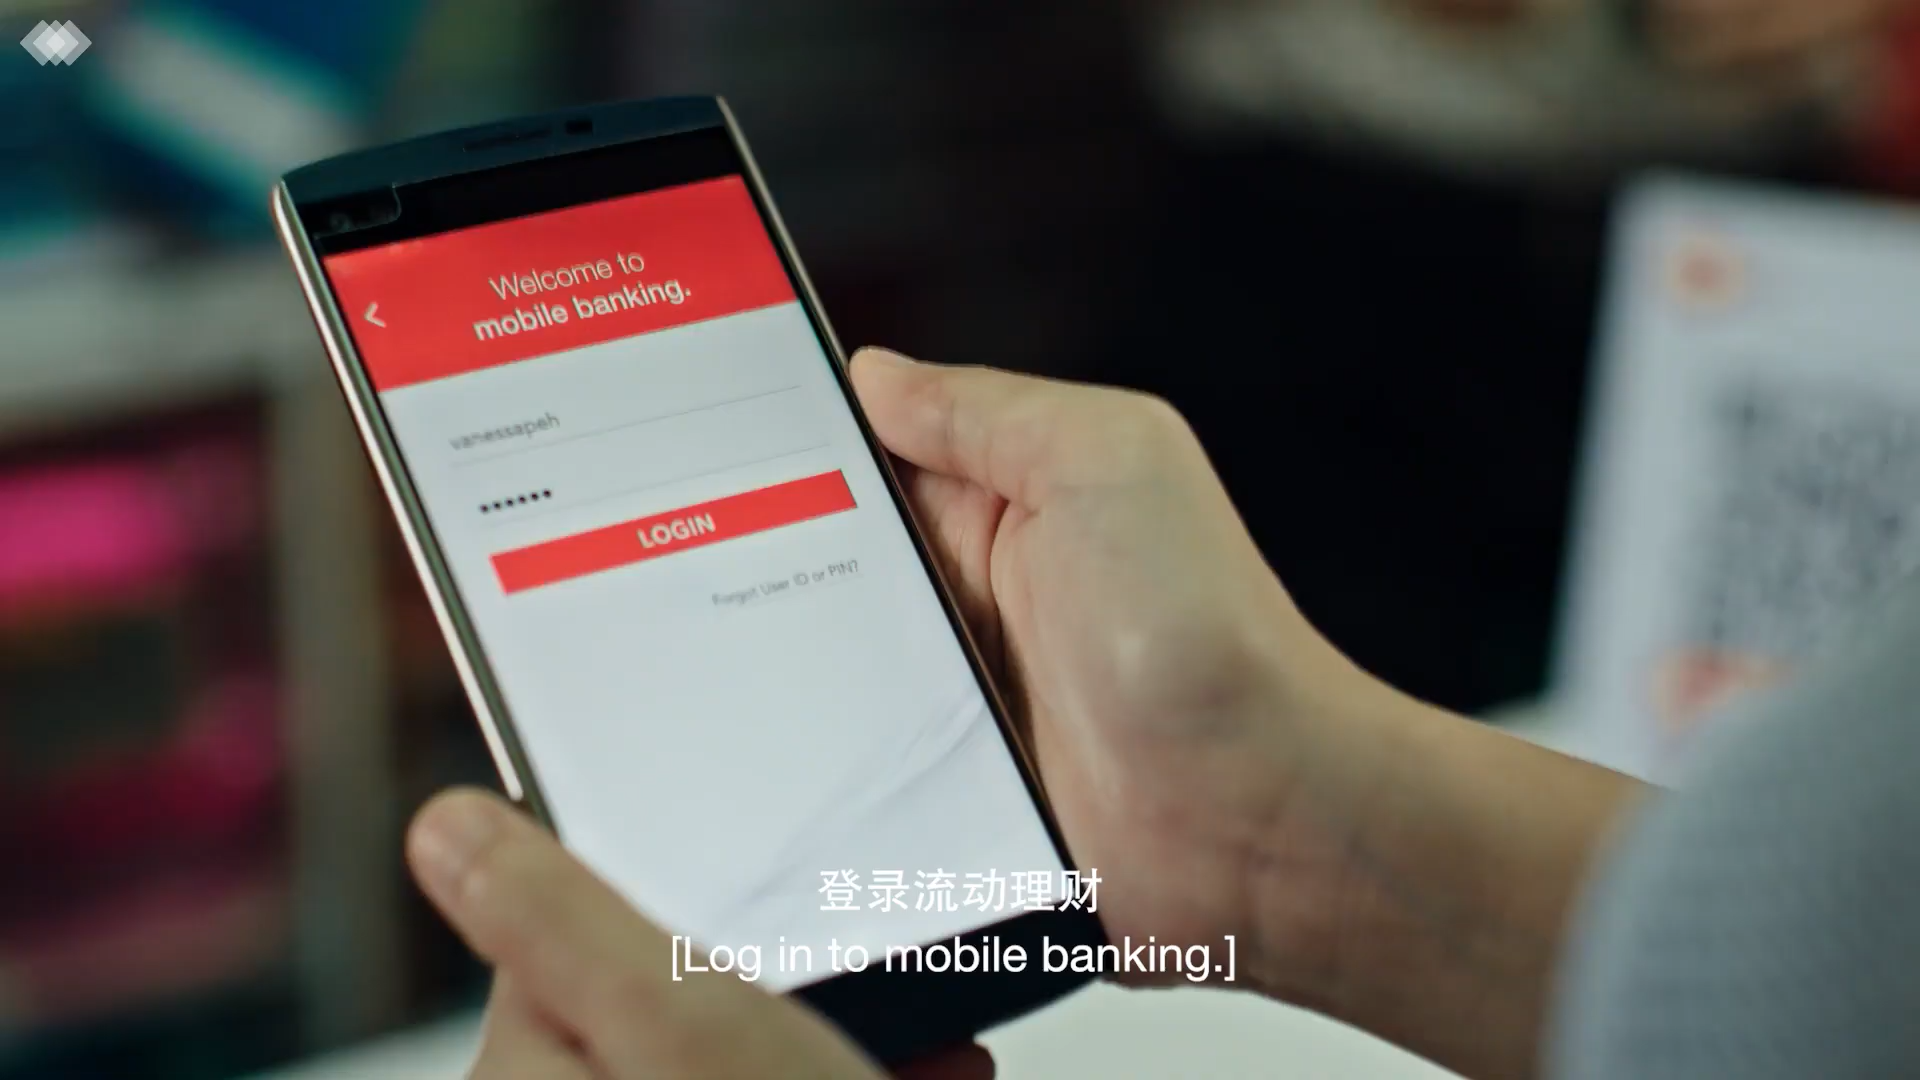 Welcome to
mobile banking.
vanessapeh
LOGIN
Forgot User ID or PIN?
登录流动理财
[Log in to mobile banking.]